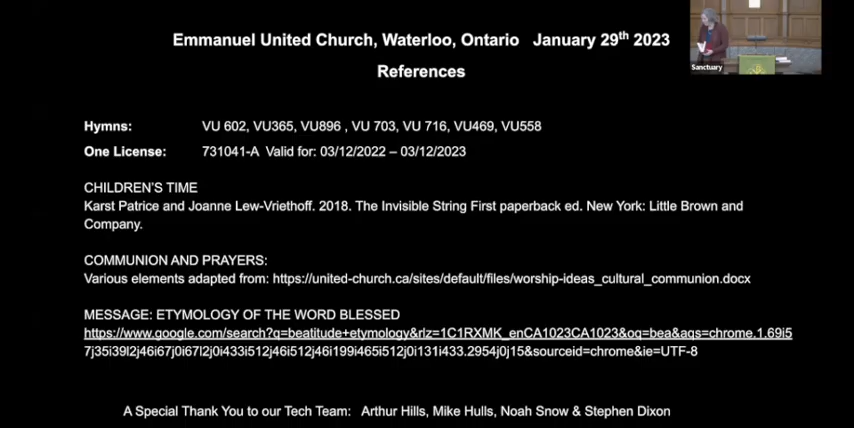 Emmanuel United Church, Waterloo, Ontario January 29th 2023
References
Sanctuary
Hymns: VU 602, VU365, VU896 , VU 703, VU 716, VU469, VU558
One License: 731041-A Valid for: 03/12/2022 – 03/12/2023
CHILDREN'S TIME
Karst Patrice and Joanne Lew-Vriethoff. 2018. The Invisible String First paperback ed. New York: Little Brown and
Company.
COMMUNION AND PRAYERS:
Various elements adapted from: https://united-church.ca/sites/default/files/worship-ideas_cultural_communion.docx
MESSAGE: ETYMOLOGY OF THE WORD BLESSED
https://www.google.com/search?q=beatitude+etymology&rlz=1C1RXMK_enCA1023CA1023&oq=bea&aqs=chrome.1.69i5
7j35i39l2j46i67j0i67l2j0i433i512j46i512j46i199i465i512j0i131i433.2954j0j15&sourceid=chrome&ie=UTF-8
A Special Thank You to our Tech Team: Arthur Hills, Mike Hulls, Noah Snow & Stephen Dixon